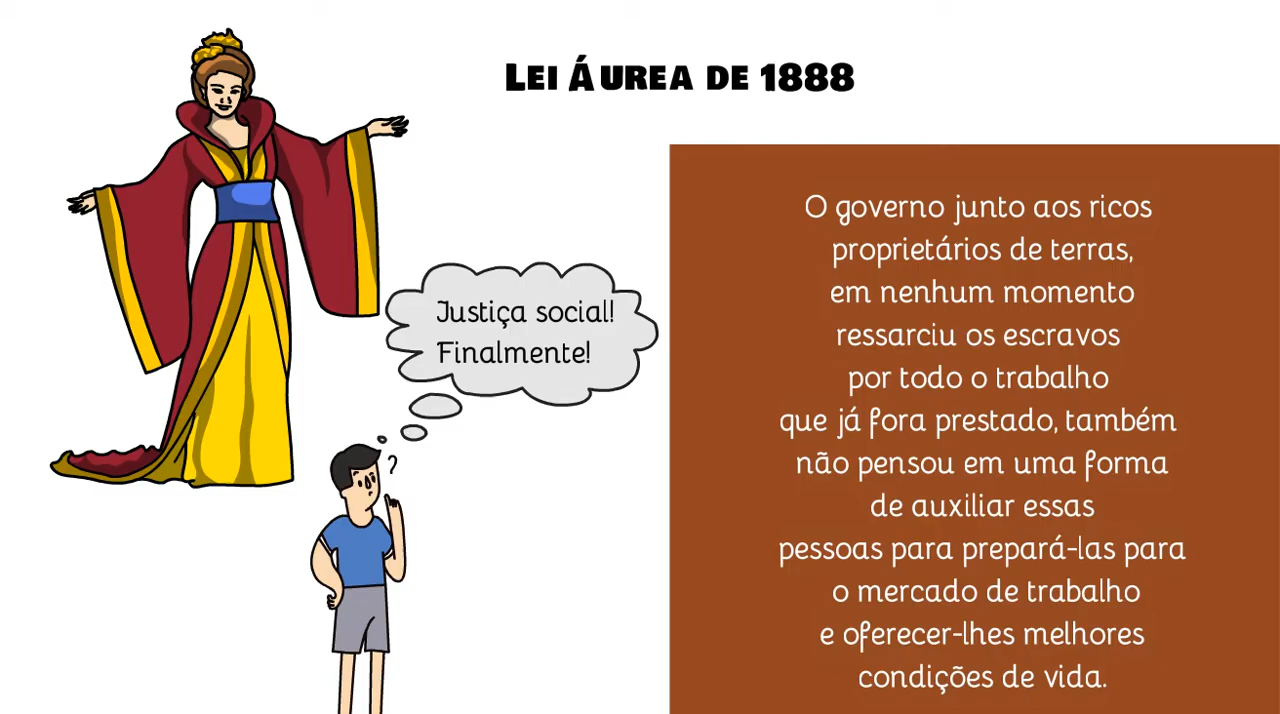 Lei Áurea de 1888
Justiça social!
Finalmente!
?
O governo junto aos ricos
proprietários de terras,
em nenhum momento
ressarciu os escravos
por todo o trabalho
que já fora prestado, também
não pensou em uma forma
de auxiliar essas
pessoas para prepará-las para
o mercado de trabalho
e oferecer-lhes melhores
condições de vida.